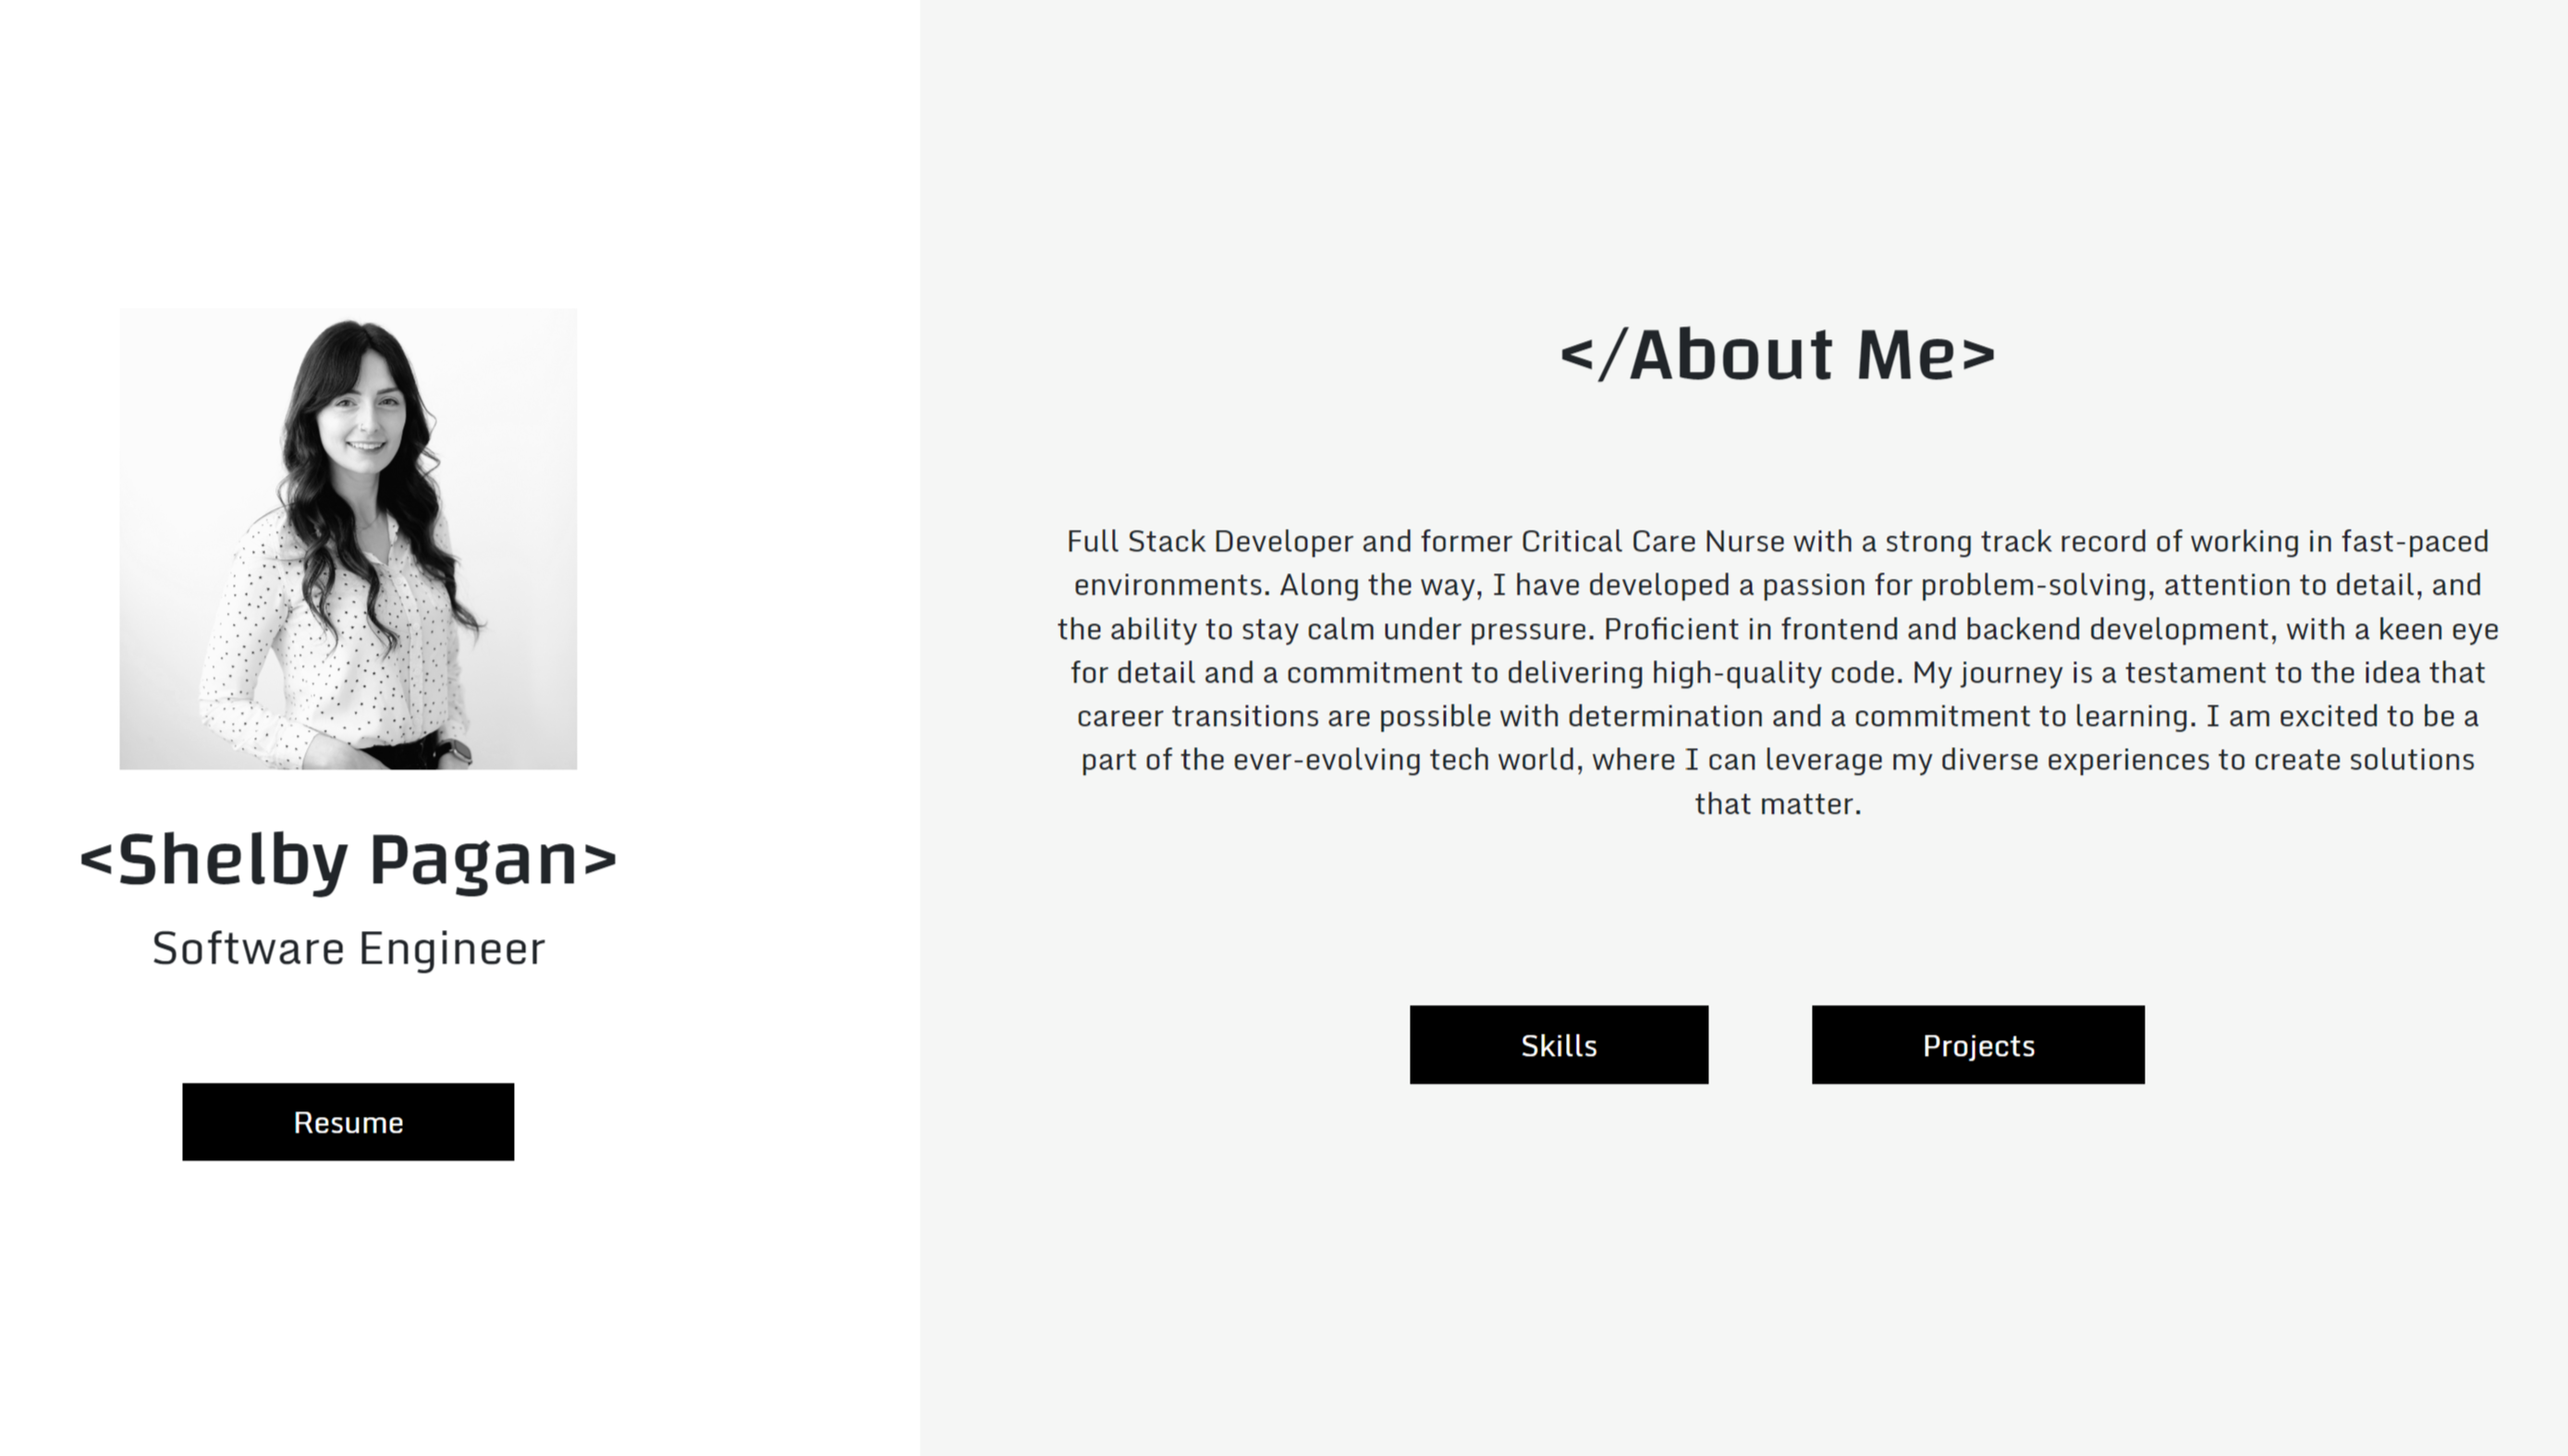 <Shelby Pagan>
Software Engineer
Resume
</About Me>
Full Stack Developer and former Critical Care Nurse with a strong track record of working in fast-paced
environments. Along the way, I have developed a passion for problem-solving, attention to detail, and
the ability to stay calm under pressure. Proficient in frontend and backend development, with a keen eye
for detail and a commitment to delivering high-quality code. My journey is a testament to the idea that
career transitions are possible with determination and a commitment to learning. I am excited to be a
part of the ever-evolving tech world, where I can leverage my diverse experiences to create solutions
that matter.
Skills
Projects